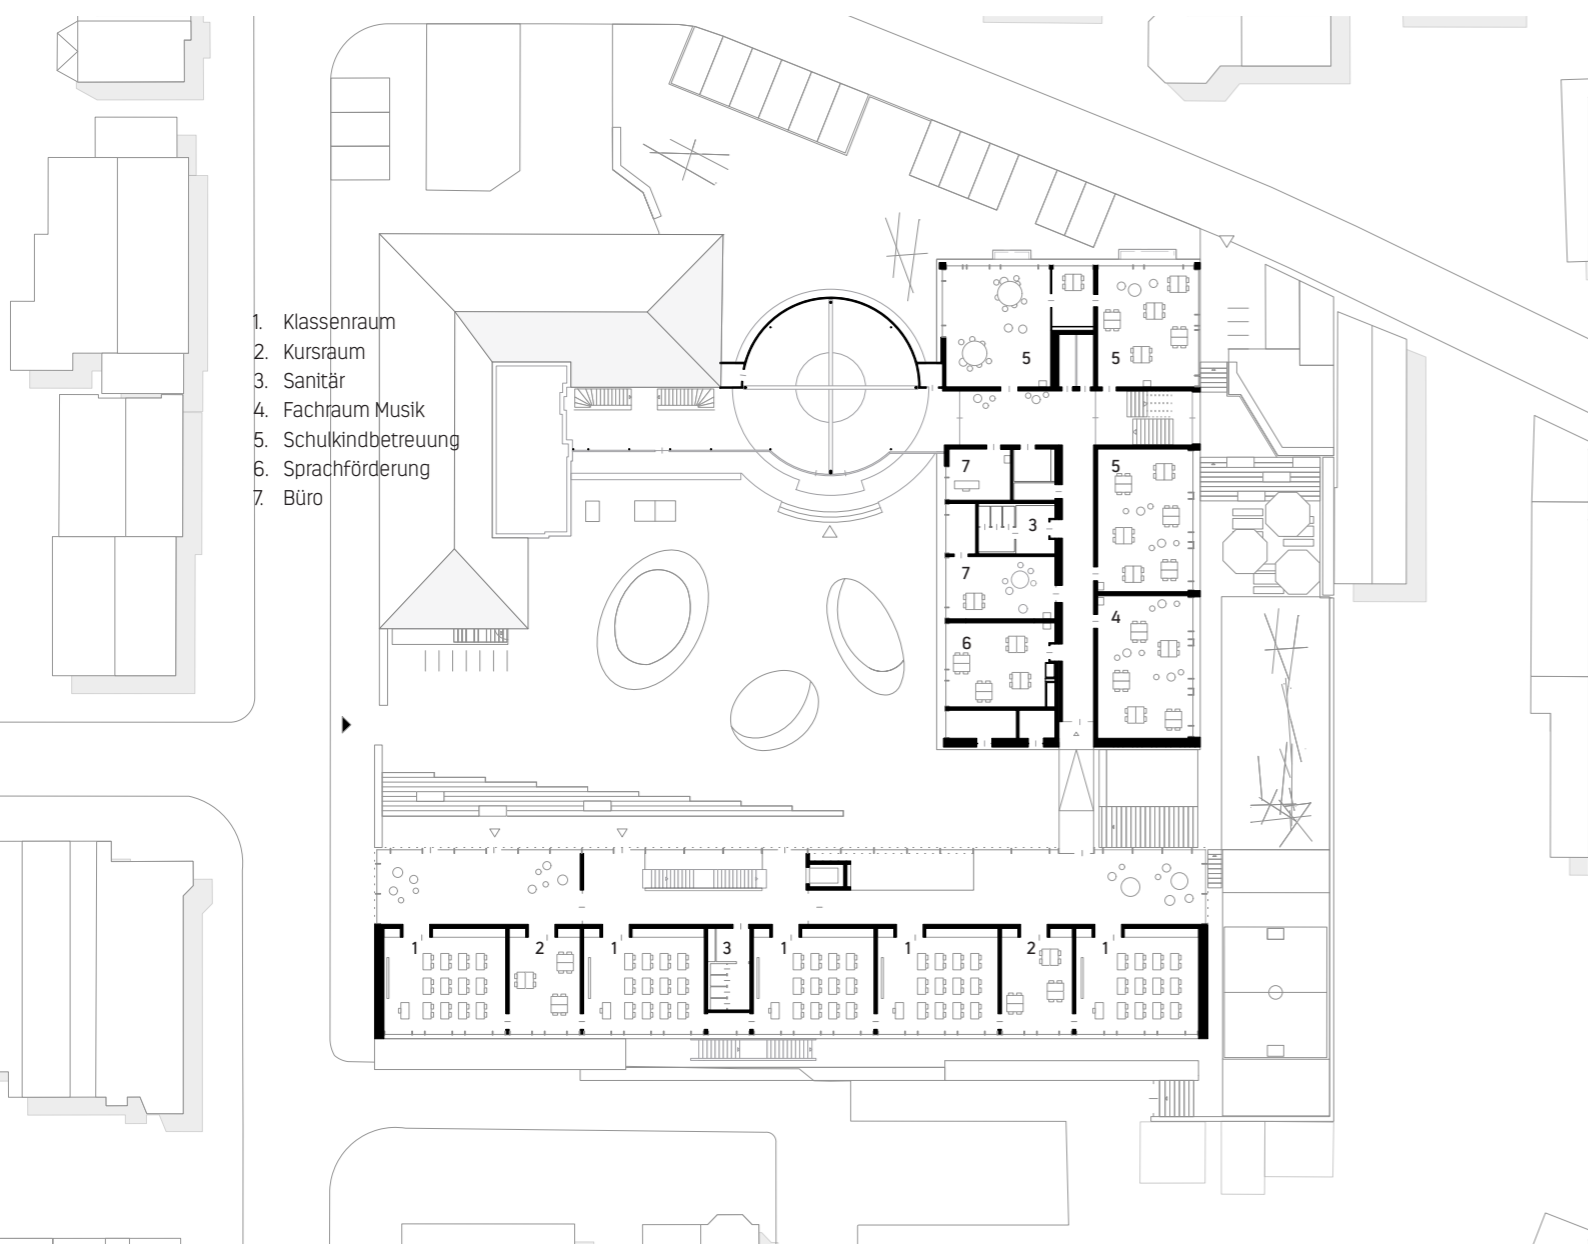 1. Klassenraum
2. Kursraum
3. Sanitär
4. Fachraum Musik
5. Schulkindbetreuung
6. Sprachförderung
7. Büro
5 5
7 5
3
7
4
6
1 2 1 3 1 1 2 1